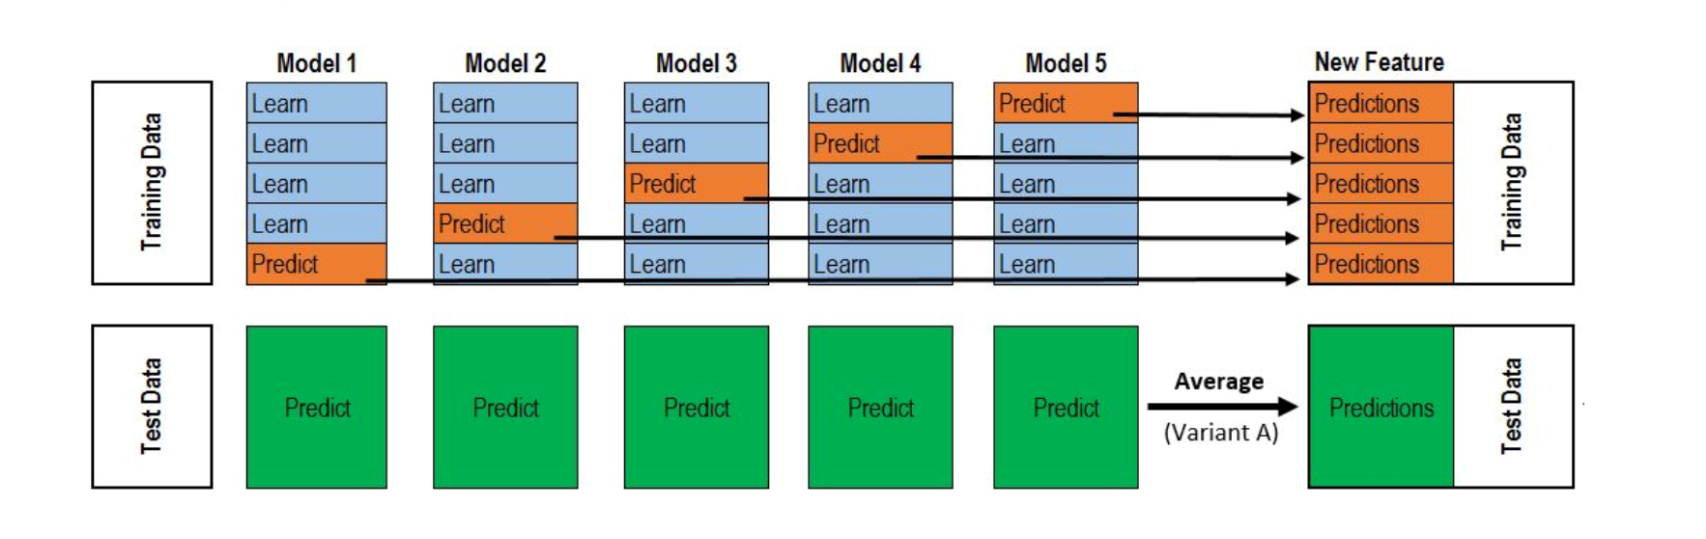 Model 1 Model 2 Model 3 Model 4 Model 5 New Feature
Training Data
Learn Learn Learn Learn Predict Predictions
Learn Learn Learn Predict Learn Predictions
Learn Learn Predict Learn Learn Predictions
Learn Predict Learn Learn Learn Predictions
Predict Learn Learn Learn Learn Predictions
Training Data
Test Data
Predict Predict Predict Predict Predict
Average
(Variant A)
Predictions
Test Data